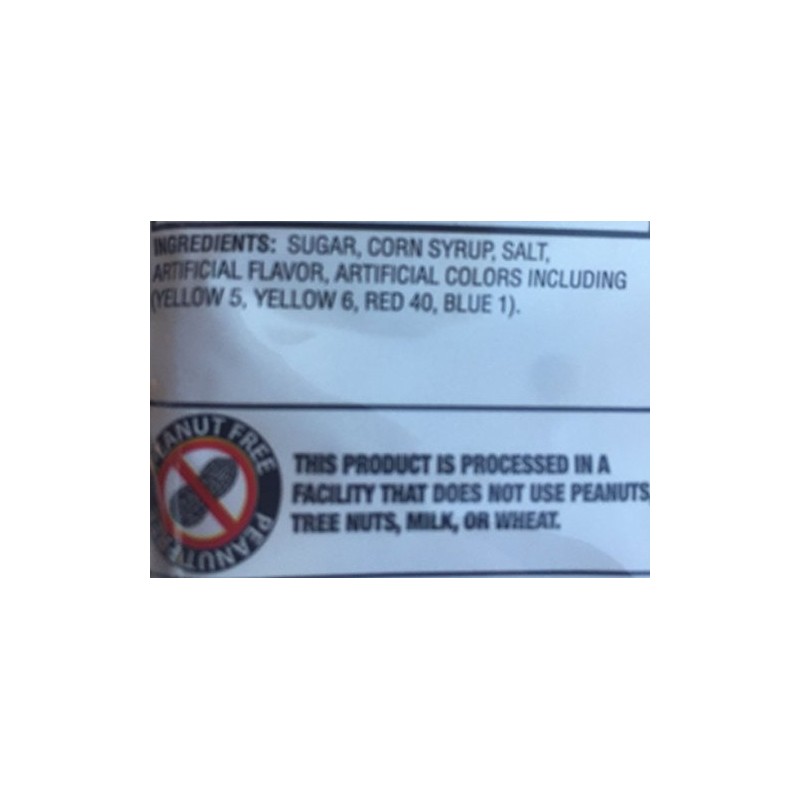 INGREDIENTS: SUGAR, CORN SYRUP, SALT,
ARTIFICIAL FLAVOR, ARTIFICIAL COLORS INCLUDING
(YELLOW 5, YELLOW 6, RED 40, BLUE 1).
PEANUT FREE
PEANUT
THIS PRODUCT IS PROCESSED IN A
FACILITY THAT DOES NOT USE PEANUTS,
TREE NUTS, MILK, OR WHEAT.